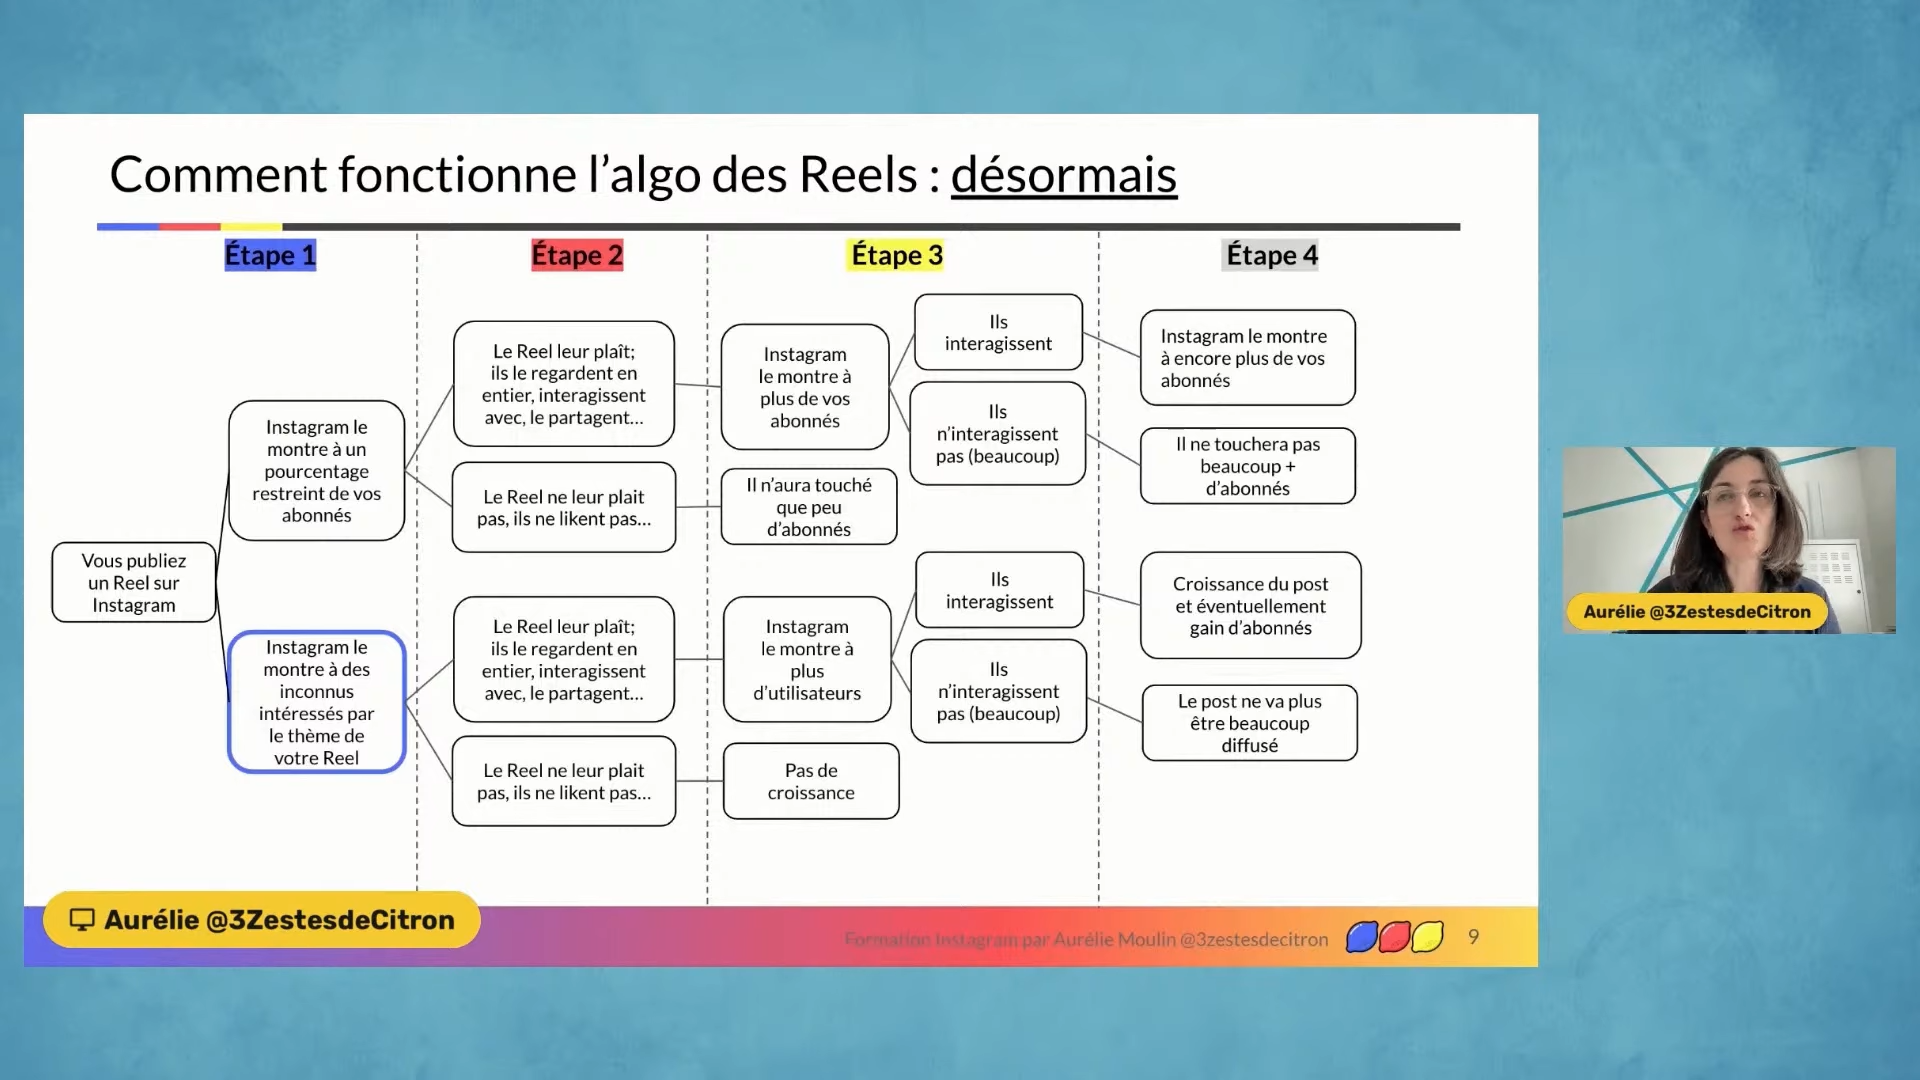 Comment fonctionne l’algo des Reels : désormais
Étape 1
Étape 2
Étape 3
Étape 4
Vous publiez
un Reel sur
Instagram
Instagram le
montre à un
pourcentage
restreint de vos
abonnés
Le Reel leur plaît;
ils le regardent en
entier, interagissent
avec, le partagent...
Le Reel ne leur plait
pas, ils ne likent pas...
Instagram
le montre à
plus de vos
abonnés
Il n’aura touché
que peu
d’abonnés
Ils
interagissent
Ils
n’interagissent
pas (beaucoup)
Instagram le montre
à encore plus de vos
abonnés
Il ne touchera pas
beaucoup +
d’abonnés
Instagram le
montre à des
inconnus
intéressés par
le thème de
votre Reel
Le Reel leur plaît;
ils le regardent en
entier, interagissent
avec, le partagent...
Le Reel ne leur plait
pas, ils ne likent pas...
Instagram
le montre à
plus
d’utilisateurs
Pas de
croissance
Ils
interagissent
Ils
n’interagissent
pas (beaucoup)
Croissance du post
et éventuellement
gain d’abonnés
Le post ne va plus
être beaucoup
diffusé
Aurélie @3ZestesdeCitron
Formation Instagram par Aurélie Moulin @3zestesdecitron
9
Aurélie @3ZestesdeCitron